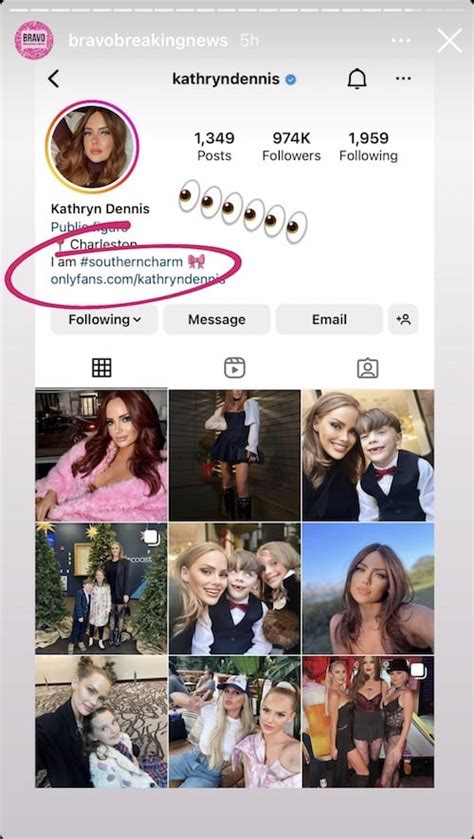 BRAVO
bravobreakingnews 5h
kathryndennis
1,349 974K 1,959
Posts Followers Following
Kathryn Dennis
Public figure
📍 Charleston
I am #southerncharm 🎀
onlyfans.com/kathryndennis
Following Message Email